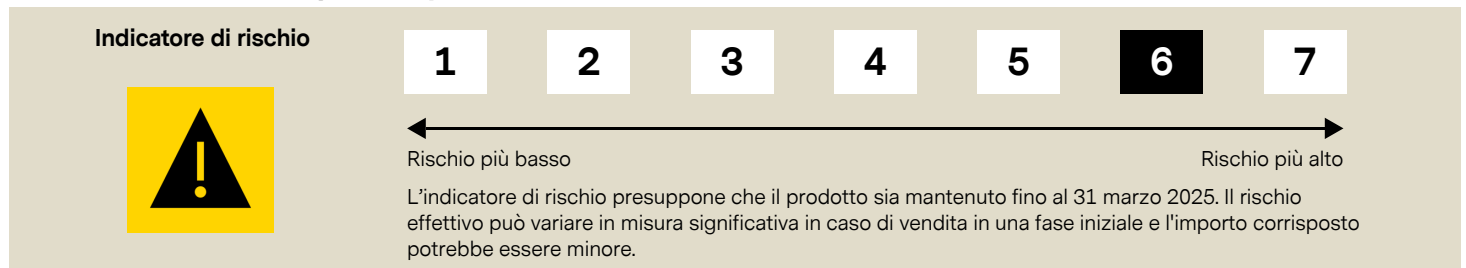 Indicatore di rischio
1 2 3 4 5 6 7
Rischio più basso Rischio più alto
L'indicatore di rischio presuppone che il prodotto sia mantenuto fino al 31 marzo 2025. Il rischio
effettivo può variare in misura significativa in caso di vendita in una fase iniziale e l'importo corrisposto
potrebbe essere minore.